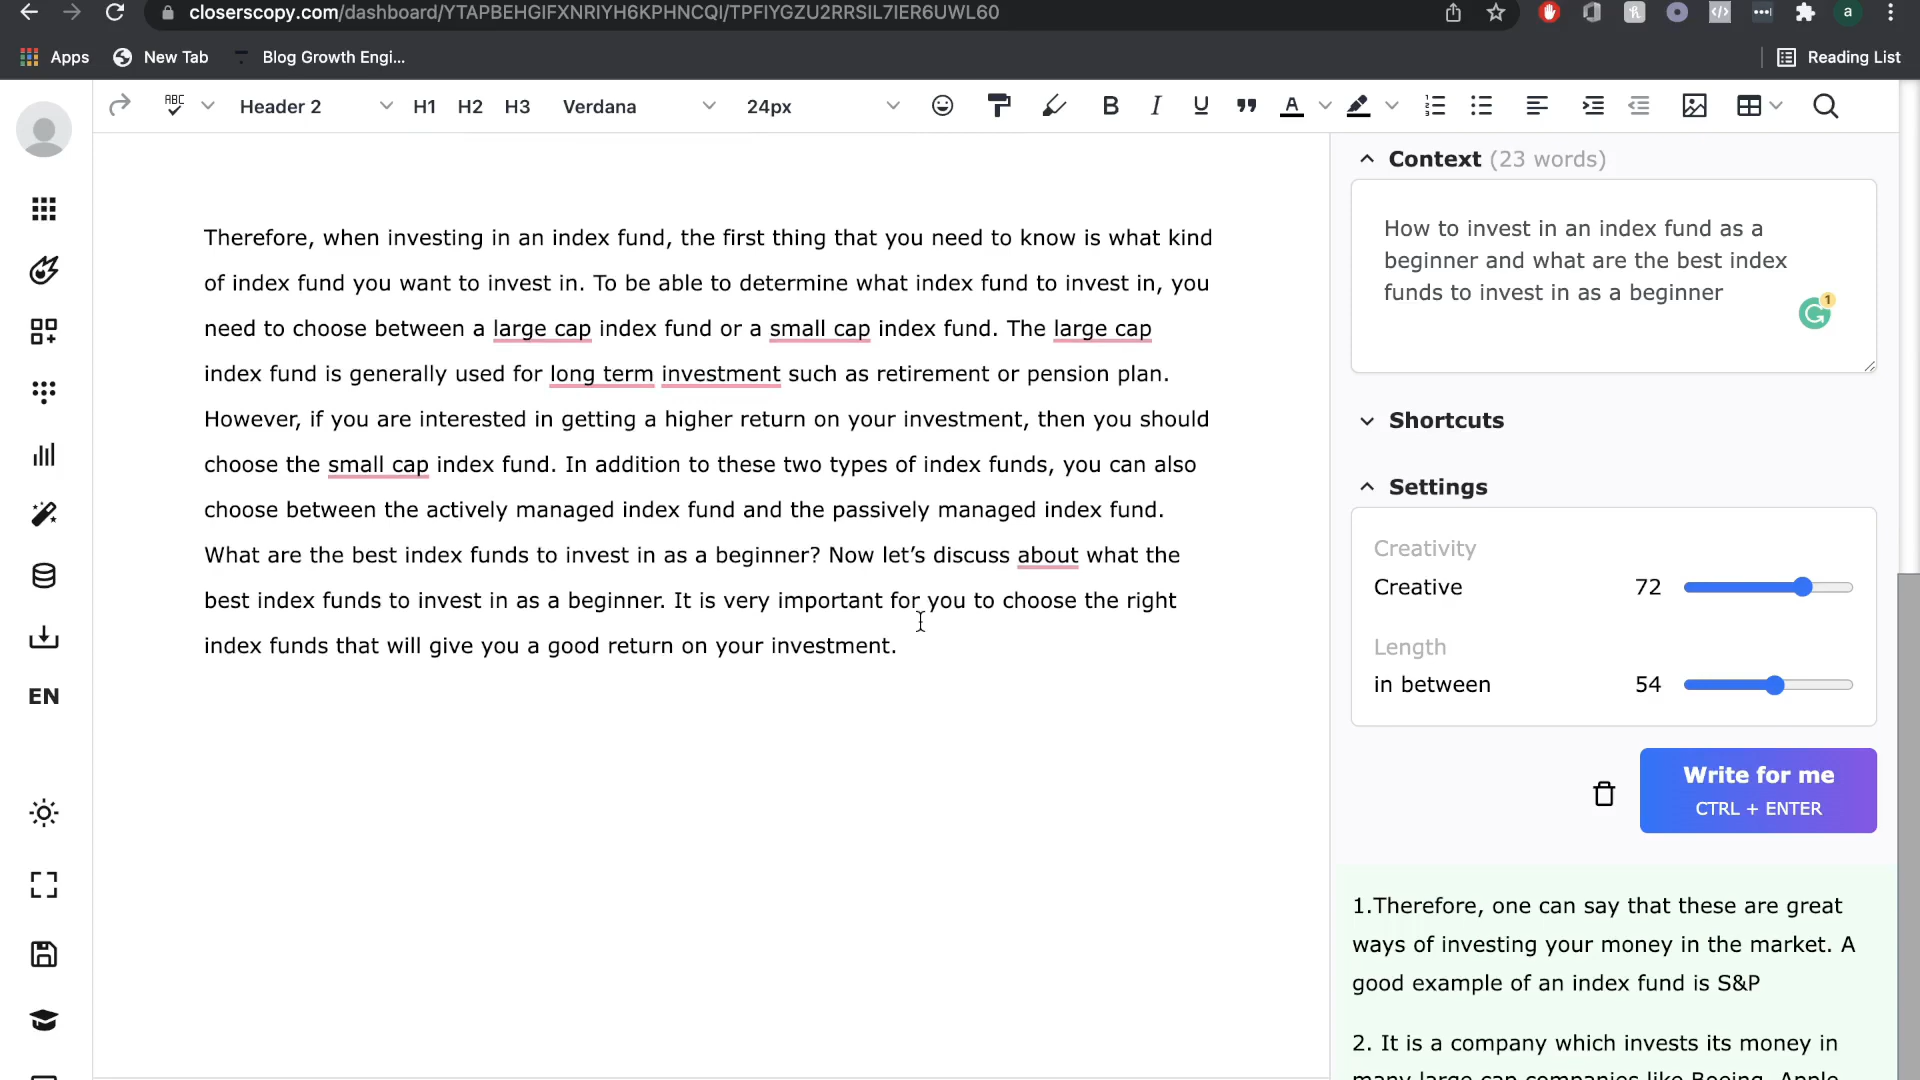 closerscopy.com/dashboard/YTAPBEHGIFXNRIYH6KPHNCQI/TPFIYGZU2RRSIL7IER6UWL60
a
Apps
New Tab
Blog Growth Engi...
Reading List
ABC
Header 2
H1
H2
H3
Verdana
24px
B
I
U
A
Therefore, when investing in an index fund, the first thing that you need to know is what kind
of index fund you want to invest in. To be able to determine what index fund to invest in, you
need to choose between a large cap index fund or a small cap index fund. The large cap
index fund is generally used for long term investment such as retirement or pension plan.
However, if you are interested in getting a higher return on your investment, then you should
choose the small cap index fund. In addition to these two types of index funds, you can also
choose between the actively managed index fund and the passively managed index fund.
What are the best index funds to invest in as a beginner? Now let’s discuss about what the
best index funds to invest in as a beginner. It is very important for you to choose the right
index funds that will give you a good return on your investment.
EN
Context (23 words)
How to invest in an index fund as a
beginner and what are the best index
funds to invest in as a beginner
1
Shortcuts
Settings
Creativity
Creative 72
Length
in between 54
Write for me
CTRL + ENTER
1.Therefore, one can say that these are great
ways of investing your money in the market. A
good example of an index fund is S&P
2. It is a company which invests its money in
many large cap companies like Boeing, Apple